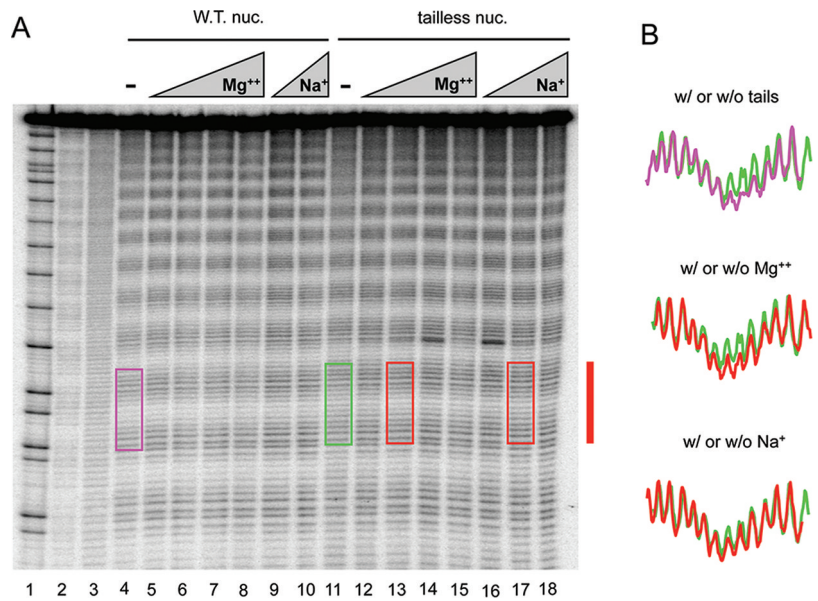 A
W.T. nuc.
tailless nuc.
- Mg++ Na+ - Mg++ Na+
1 2 3 4 5 6 7 8 9 10 11 12 13 14 15 16 17 18
B
w/ or w/o tails
w/ or w/o Mg++
w/ or w/o Na+